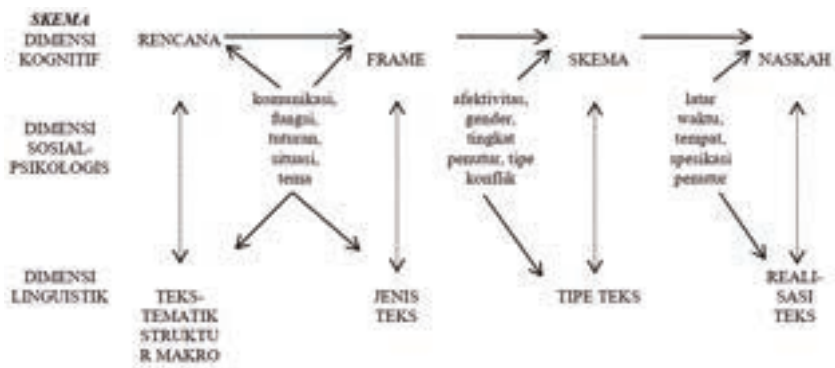 SKEMA
DIMENSI
KOGNITIF
RENCANA
FRAME
SKEMA
NASKAH
DIMENSI
SOSIAL-
PSIKOLOGIS
komunikasi,
fungsi,
tuturan,
situasi,
tema
afektivitas,
gender,
tingkat
penutur, tipe
konflik
latar
waktu,
tempat,
spesikasi
penutur
DIMENSI
LINGUISTIK
TEKS-
TEMATIK
STRUKTU
R MAKRO
JENIS
TEKS
TIPE TEKS
REALI-
SASI
TEKS